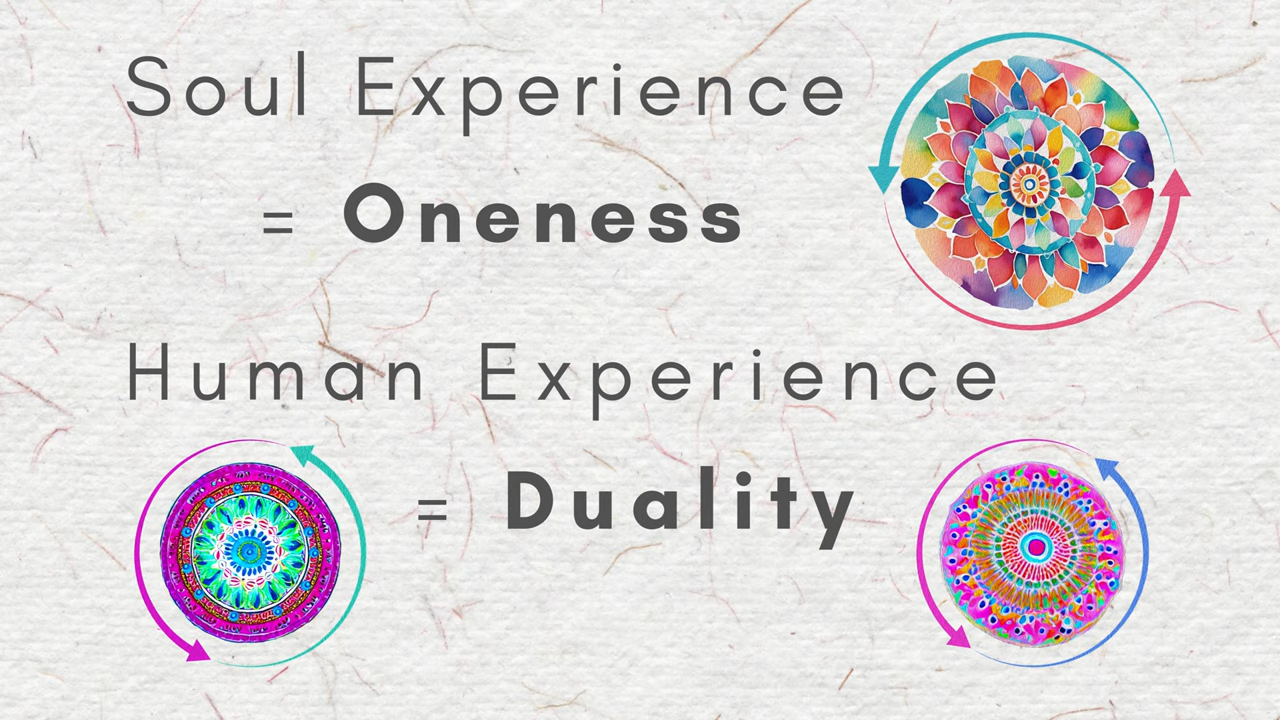 Soul Experience
= Oneness
Human Experience
= Duality